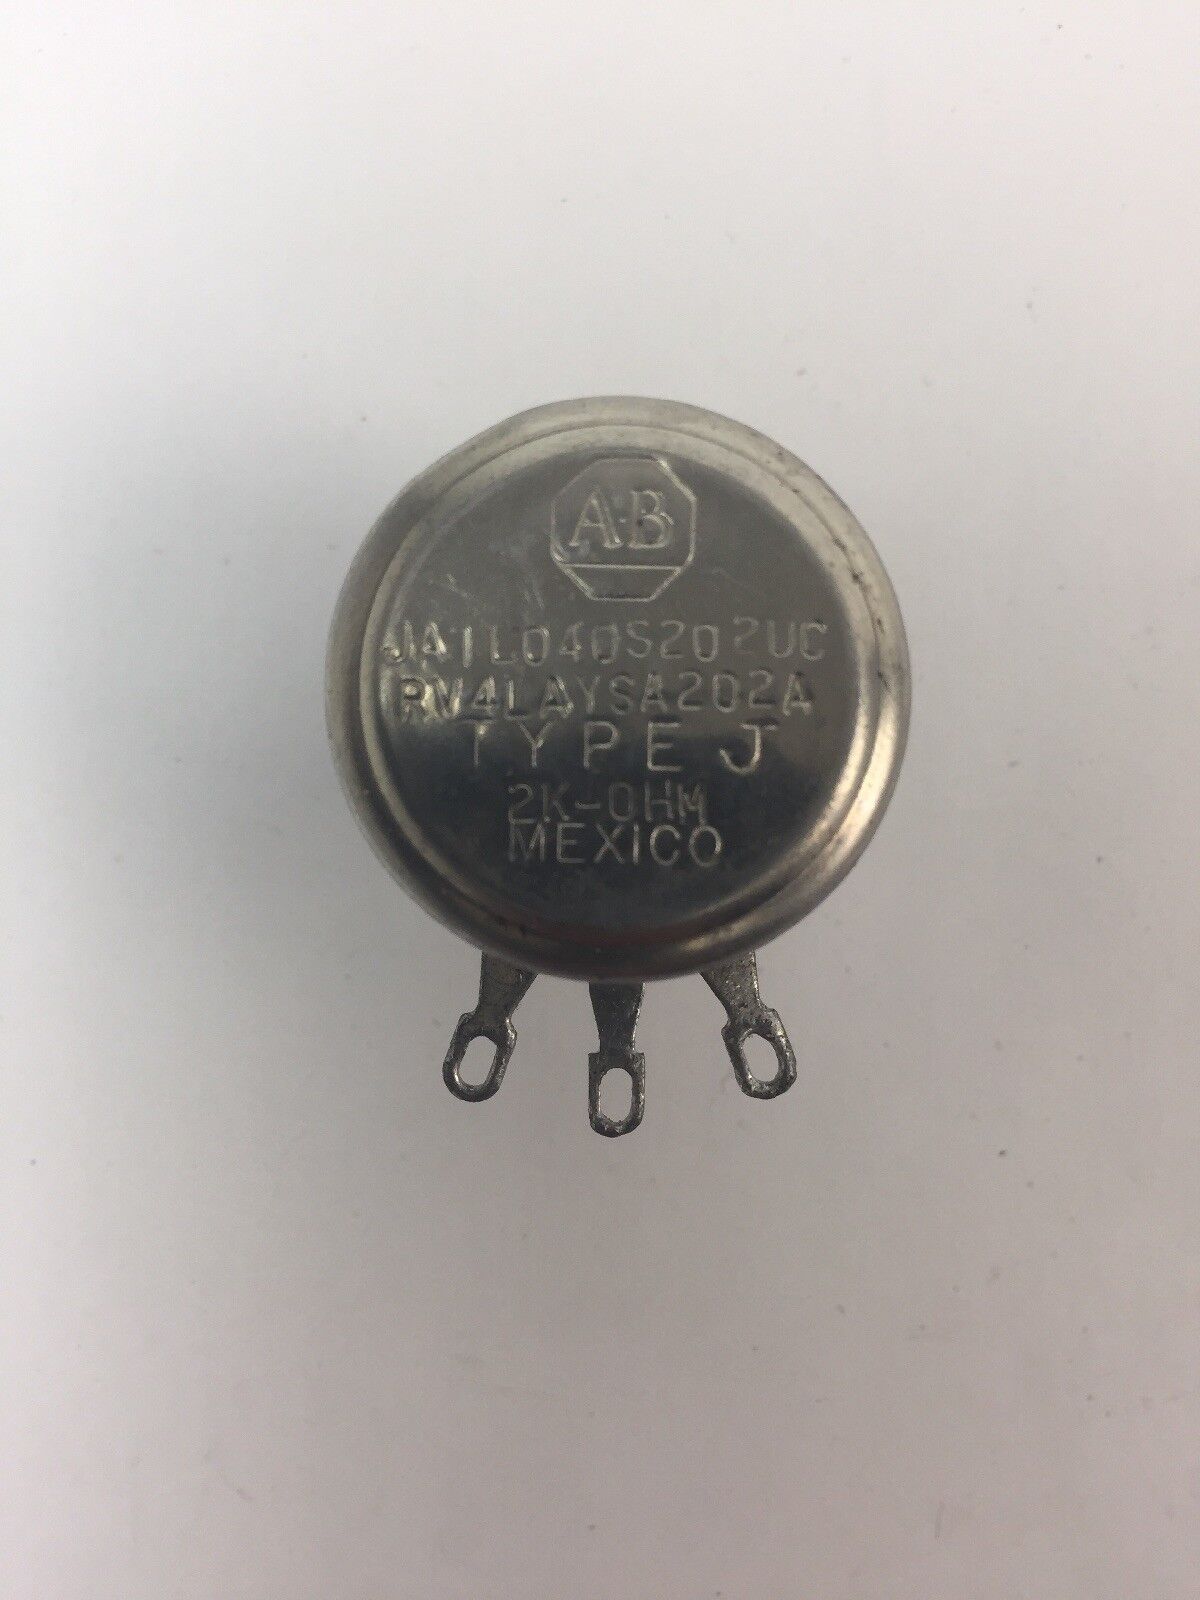 A-B
JA1L040S202UC
RV4LAYSA202A
TYPE J
2K-OHM
MEXICO